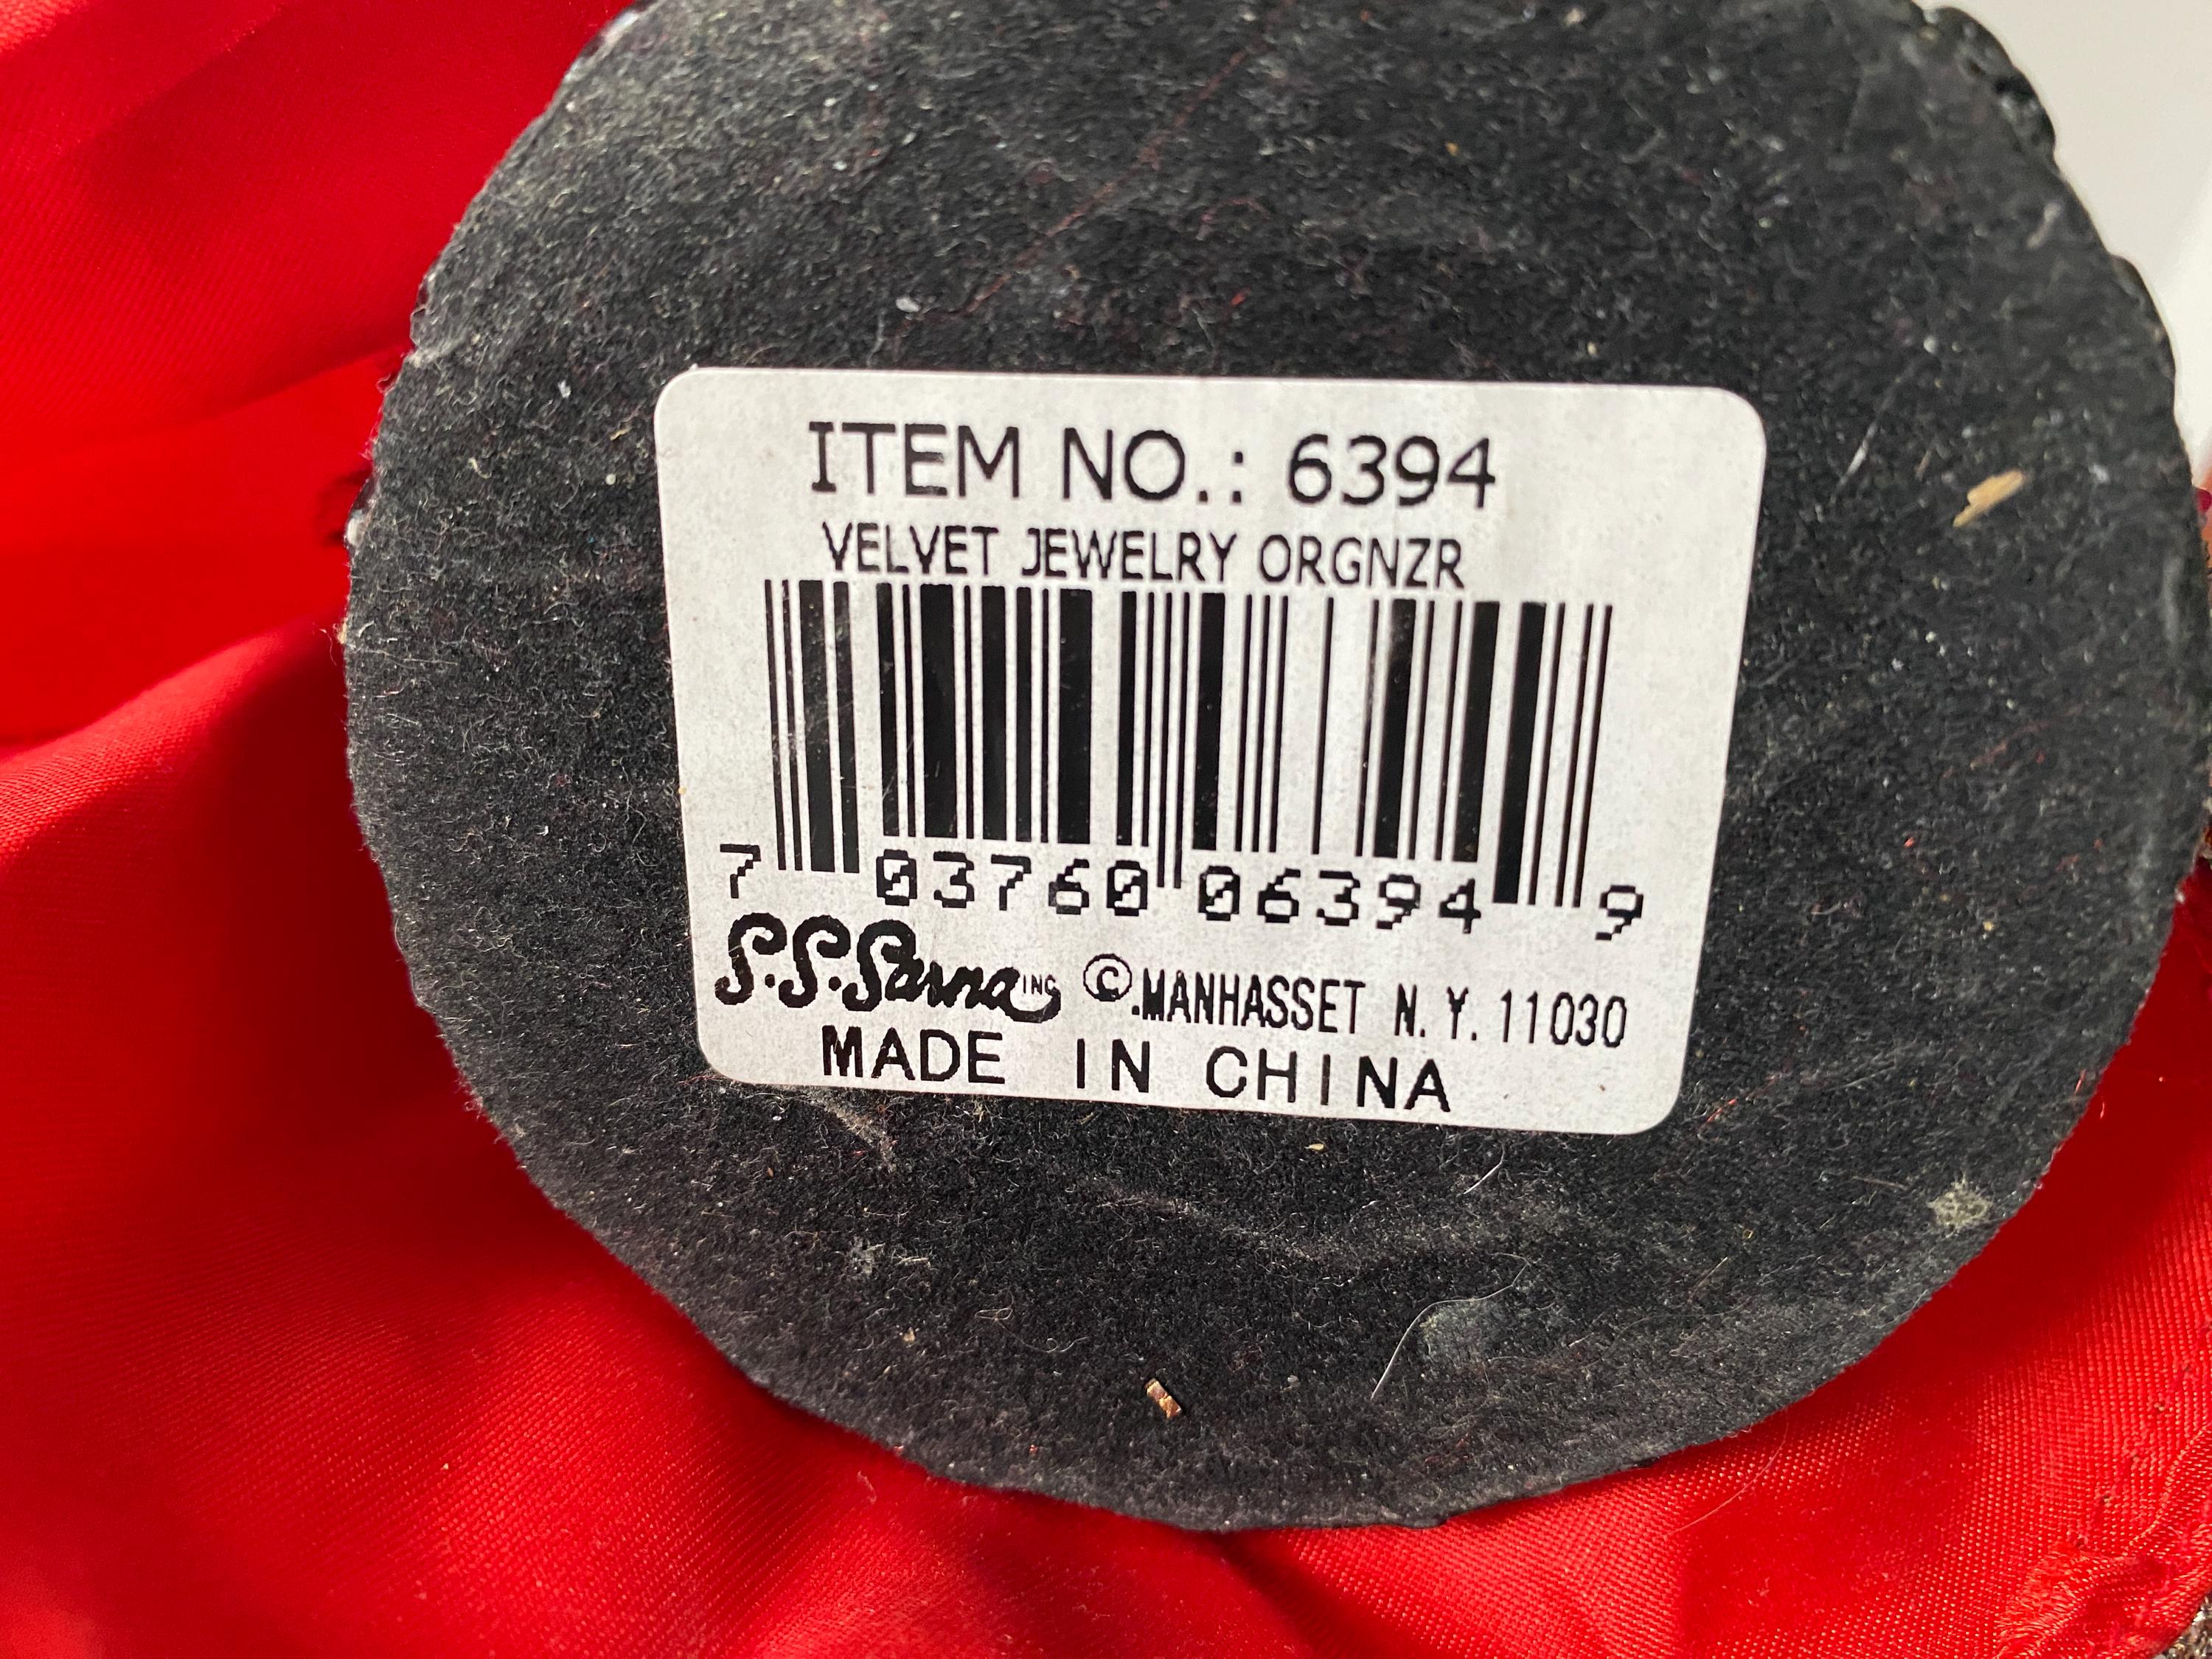 ITEM NO.: 6394
VELVET JEWELRY ORGNZR
7 03760 06394 9
S.S.Sarna INC ©.MANHASSET N.Y. 11030
MADE IN CHINA